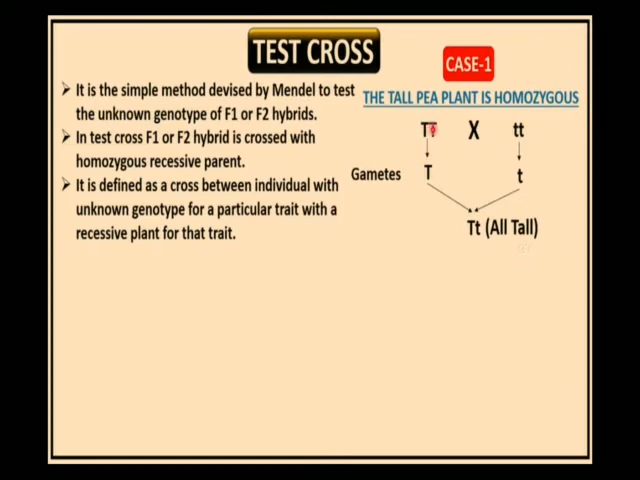 TEST CROSS
➢ It is the simple method devised by Mendel to test
the unknown genotype of F1 or F2 hybrids.
➢ In test cross F1 or F2 hybrid is crossed with
homozygous recessive parent.
➢ It is defined as a cross between individual with
unknown genotype for a particular trait with a
recessive plant for that trait.
CASE-1
THE TALL PEA PLANT IS HOMOZYGOUS
TT X tt
Gametes T t
Tt (All Tall)